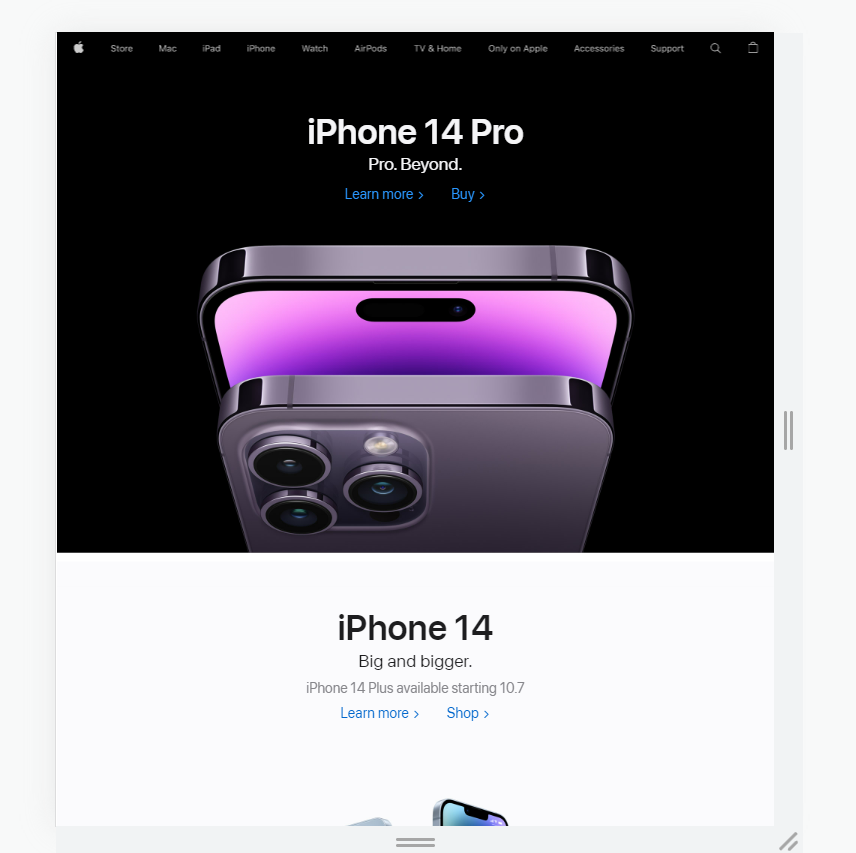 Store Mac iPad iPhone Watch AirPods TV & Home Only on Apple Accessories Support
iPhone 14 Pro
Pro. Beyond.
Learn more > Buy >
iPhone 14
Big and bigger.
iPhone 14 Plus available starting 10.7
Learn more > Shop >